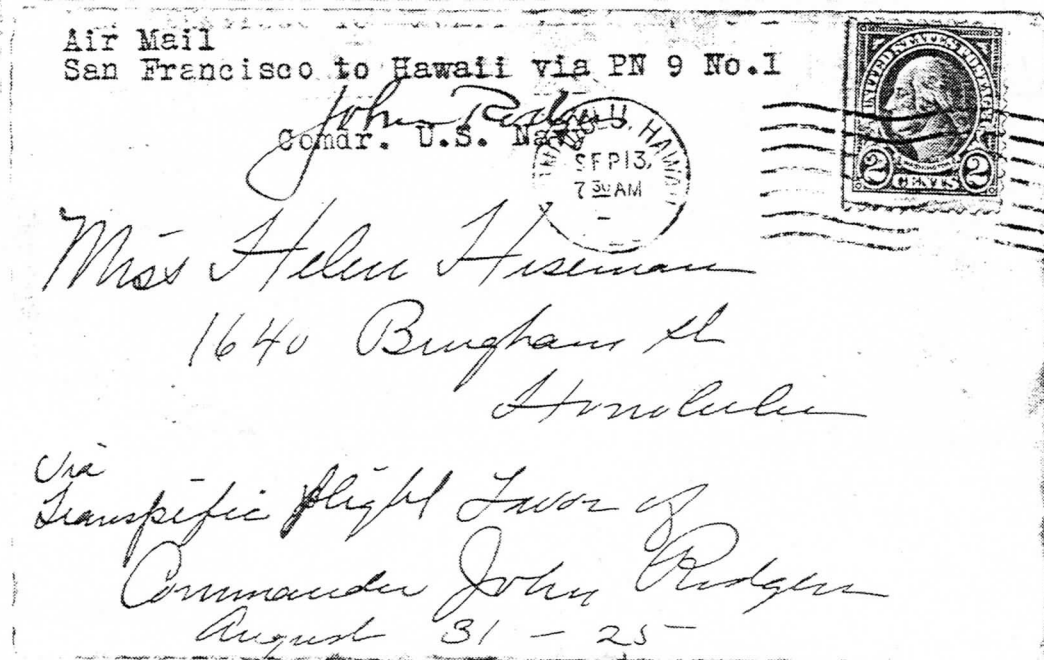 Air Mail
San Francisco to Hawaii via PN 9 No.1
John Rodgers
Comdr. U.S. Navy
HONOLULU, HAWAII
SEP 13,
7 30 AM
UNITED STATES POSTAGE
2 CENTS 2
Miss Helen Hiseman
1640 Bingham St
Honolulu
Via
Transpific flight Favor of
Commander John Rodgers
August 31 - 25